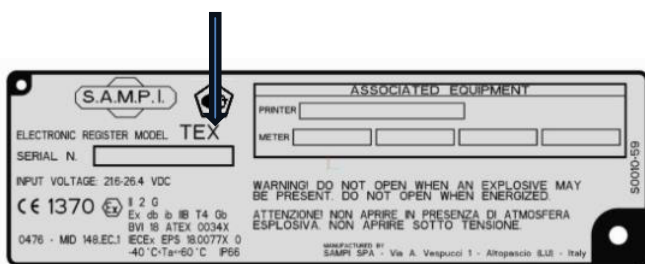 S.A.M.P.I.
ELECTRONIC REGISTER MODEL TEX
SERIAL N.
INPUT VOLTAGE: 21.6-26.4 VDC
CE 1370 Ex II 2 G
Ex db ib IIB T4 Gb
BVI 18 ATEX 0034X
0476 - MID 148.EC.1 IECEx EPS 18.0077X 0
-40°C<Ta<+60°C IP66
ASSOCIATED EQUIPMENT
PRINTER
METER
WARNING! DO NOT OPEN WHEN AN EXPLOSIVE MAY
BE PRESENT. DO NOT OPEN WHEN ENERGIZED.
ATTENZIONE! NON APRIRE IN PRESENZA DI ATMOSFERA
ESPLOSIVA. NON APRIRE SOTTO TENSIONE.
MANUFACTURED BY
SAMPI SPA - Via A. Vespucci 1 - Altopascio (LU) - Italy
S0010-59